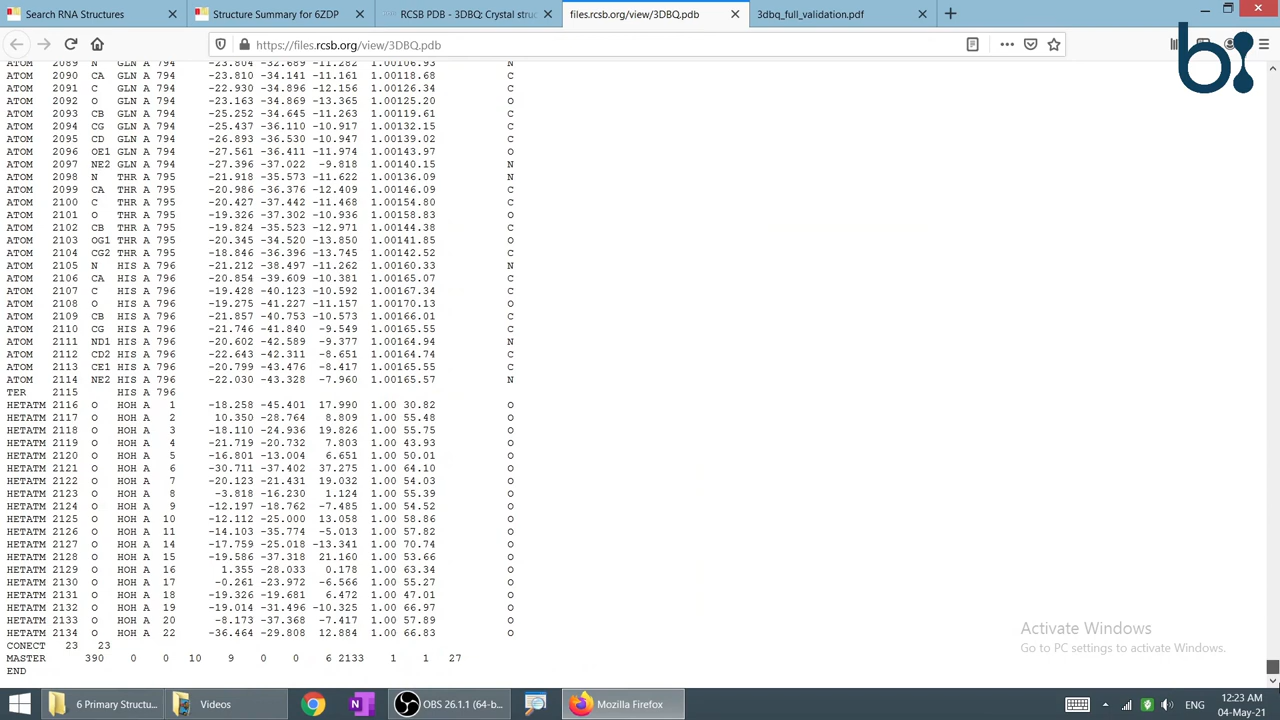 Search RNA Structures
Structure Summary for 6ZDP
RCSB PDB - 3DBQ: Crystal struc
files.rcsb.org/view/3DBQ.pdb
3dbq_full_validation.pdf
https://files.rcsb.org/view/3DBQ.pdb
b
ATOM 2089 N GLN A 794 -23.804 -32.689 -11.282 1.00106.93 N
ATOM 2090 CA GLN A 794 -23.810 -34.141 -11.161 1.00118.68 C
ATOM 2091 C GLN A 794 -22.930 -34.896 -12.156 1.00126.34 C
ATOM 2092 O GLN A 794 -23.163 -34.869 -13.365 1.00125.20 O
ATOM 2093 CB GLN A 794 -25.252 -34.645 -11.263 1.00119.61 C
ATOM 2094 CG GLN A 794 -25.437 -36.110 -10.917 1.00132.15 C
ATOM 2095 CD GLN A 794 -26.893 -36.530 -10.947 1.00139.02 C
ATOM 2096 OE1 GLN A 794 -27.561 -36.411 -11.974 1.00143.97 O
ATOM 2097 NE2 GLN A 794 -27.396 -37.022 -9.818 1.00140.15 N
ATOM 2098 N THR A 795 -21.918 -35.573 -11.622 1.00136.09 N
ATOM 2099 CA THR A 795 -20.986 -36.376 -12.409 1.00146.09 C
ATOM 2100 C THR A 795 -20.427 -37.442 -11.468 1.00154.80 C
ATOM 2101 O THR A 795 -19.326 -37.302 -10.936 1.00158.83 O
ATOM 2102 CB THR A 795 -19.824 -35.523 -12.971 1.00144.38 C
ATOM 2103 OG1 THR A 795 -20.345 -34.520 -13.850 1.00141.85 O
ATOM 2104 CG2 THR A 795 -18.846 -36.396 -13.745 1.00142.52 C
ATOM 2105 N HIS A 796 -21.212 -38.497 -11.262 1.00160.33 N
ATOM 2106 CA HIS A 796 -20.854 -39.609 -10.381 1.00165.07 C
ATOM 2107 C HIS A 796 -19.428 -40.123 -10.592 1.00167.34 C
ATOM 2108 O HIS A 796 -19.275 -41.227 -11.157 1.00170.13 O
ATOM 2109 CB HIS A 796 -21.857 -40.753 -10.573 1.00166.01 C
ATOM 2110 CG HIS A 796 -21.746 -41.840 -9.549 1.00165.55 C
ATOM 2111 ND1 HIS A 796 -20.602 -42.589 -9.377 1.00164.94 N
ATOM 2112 CD2 HIS A 796 -22.643 -42.311 -8.651 1.00164.74 C
ATOM 2113 CE1 HIS A 796 -20.799 -43.476 -8.417 1.00165.55 C
ATOM 2114 NE2 HIS A 796 -22.030 -43.328 -7.960 1.00165.57 N
TER 2115 HIS A 796
HETATM 2116 O HOH A 1 -18.258 -45.401 17.990 1.00 30.82 O
HETATM 2117 O HOH A 2 10.350 -28.764 8.809 1.00 55.48 O
HETATM 2118 O HOH A 3 -18.110 -24.936 19.826 1.00 55.75 O
HETATM 2119 O HOH A 4 -21.719 -20.732 7.803 1.00 43.93 O
HETATM 2120 O HOH A 5 -16.801 -13.004 6.651 1.00 50.01 O
HETATM 2121 O HOH A 6 -30.711 -37.402 37.275 1.00 64.10 O
HETATM 2122 O HOH A 7 -20.123 -21.431 19.032 1.00 54.03 O
HETATM 2123 O HOH A 8 -3.818 -16.230 1.124 1.00 55.39 O
HETATM 2124 O HOH A 9 -12.197 -18.762 -7.485 1.00 54.52 O
HETATM 2125 O HOH A 10 -12.112 -25.000 13.058 1.00 58.86 O
HETATM 2126 O HOH A 11 -14.103 -35.774 -5.013 1.00 57.82 O
HETATM 2127 O HOH A 14 -17.759 -25.018 -13.341 1.00 70.74 O
HETATM 2128 O HOH A 15 -19.586 -37.318 21.160 1.00 53.66 O
HETATM 2129 O HOH A 16 1.355 -28.033 0.178 1.00 63.34 O
HETATM 2130 O HOH A 17 -0.261 -23.972 -6.566 1.00 55.27 O
HETATM 2131 O HOH A 18 -19.326 -19.681 6.472 1.00 47.01 O
HETATM 2132 O HOH A 19 -19.014 -31.496 -10.325 1.00 66.97 O
HETATM 2133 O HOH A 20 -8.173 -37.368 -7.417 1.00 57.89 O
HETATM 2134 O HOH A 22 -36.464 -29.808 12.884 1.00 66.83 O
CONECT 23 23
MASTER 390 0 0 10 9 0 0 6 2133 1 1 27
END
Activate Windows
Go to PC settings to activate Windows.
6 Primary Structu...
Videos
OBS 26.1.1 (64-b...
Mozilla Firefox
ENG
12:23 AM
04-May-21